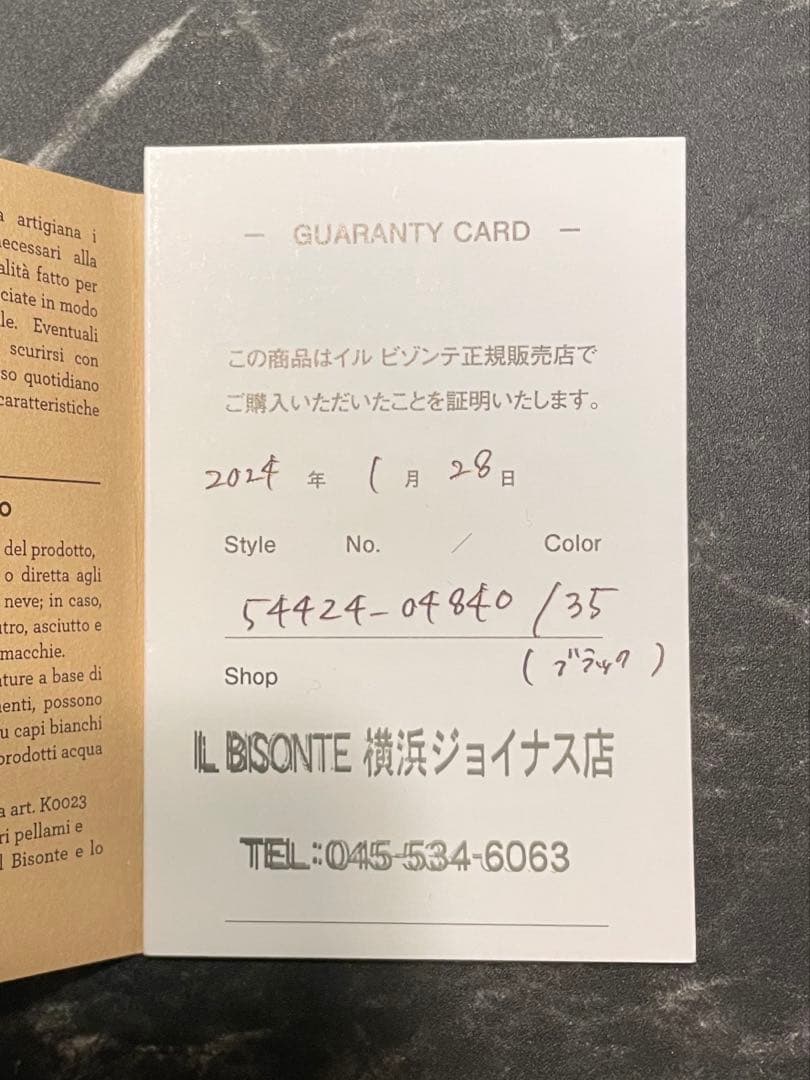 a artigiana i
necessari alla
alità fatto per
ciate in modo
le. Eventuali
scurirsi con
so quotidiano
caratteristiche
o
del prodotto,
o diretta agli
neve; in caso,
utro, asciutto e
macchie.
ature a base di
menti, possono
u capi bianchi
prodotti acqua
a art. K0023
ri pellami e
l Bisonte e lo
— GUARANTY CARD —
この商品はイル ビゾンテ正規販売店で
ご購入いただいたことを証明いたします。
2024 年 1 月 28 日
Style No. / Color
54424-04840 / 35
(ブラック)
Shop
IL BISONTE 横浜ジョイナス店
TEL:045-534-6063